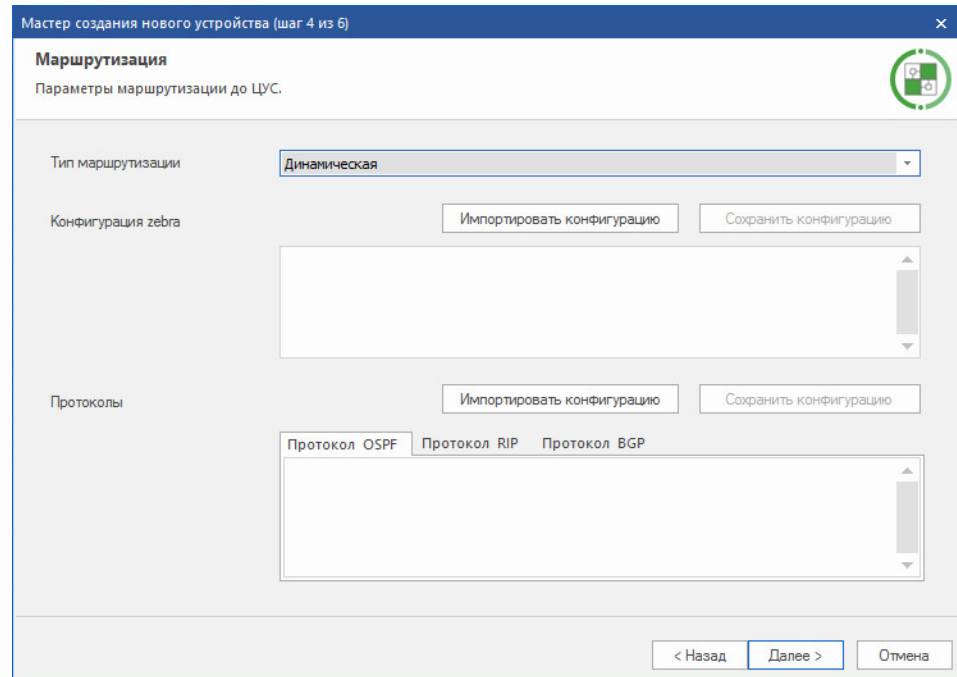 Мастер создания нового устройства (шаг 4 из 6)
Маршрутизация
Параметры маршрутизации до ЦУС.
Тип маршрутизации
Динамическая
Конфигурация zebra
Импортировать конфигурацию
Сохранить конфигурацию
Протоколы
Импортировать конфигурацию
Сохранить конфигурацию
Протокол OSPF
Протокол RIP
Протокол BGP
< Назад
Далее >
Отмена